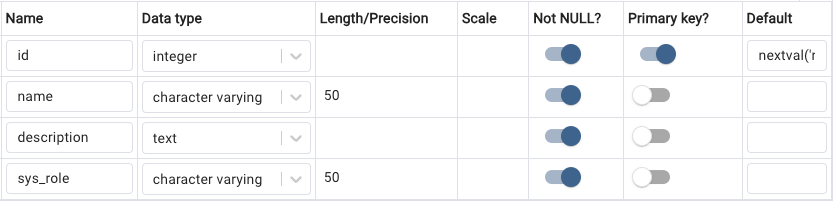 Name Data type Length/Precision Scale Not NULL? Primary key? Default
id integer nextval('r
name character varying 50
description text
sys_role character varying 50